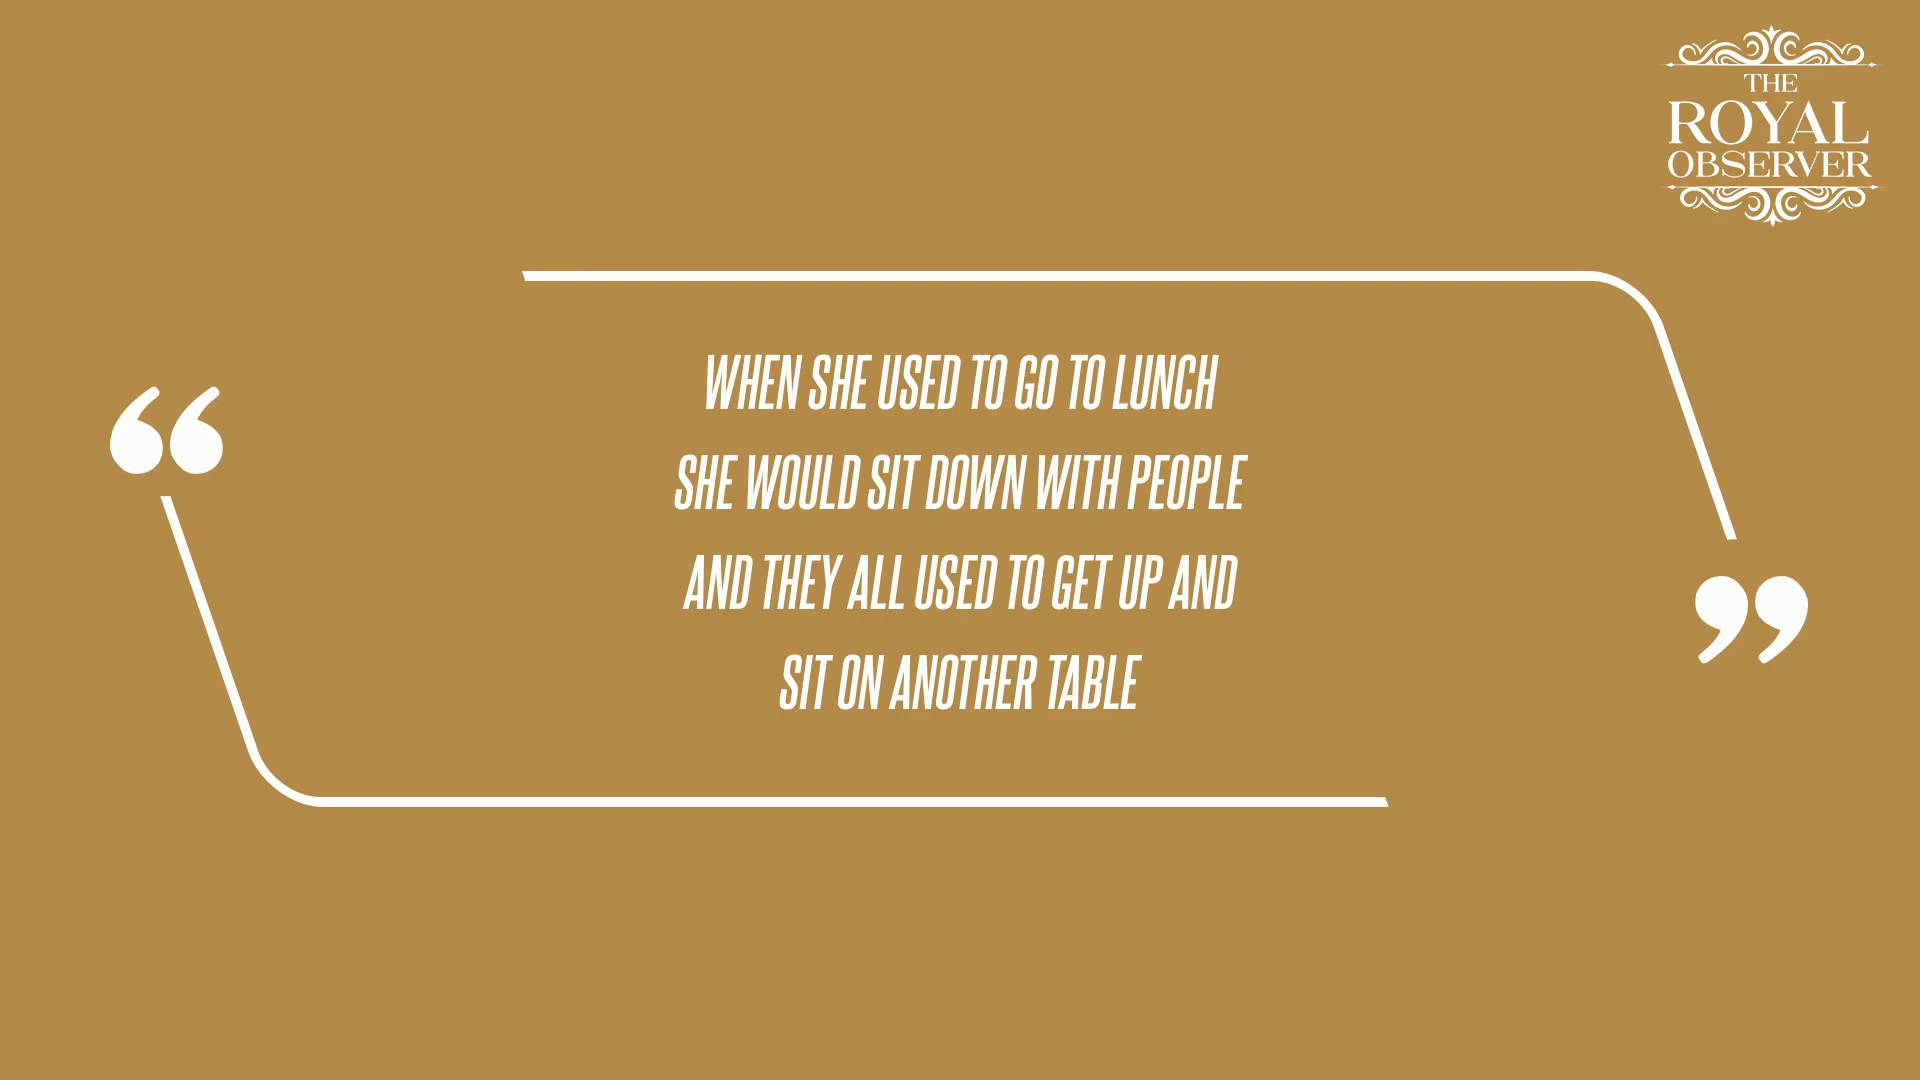 THE
ROYAL
OBSERVER
“
WHEN SHE USED TO GO TO LUNCH
SHE WOULD SIT DOWN WITH PEOPLE
AND THEY ALL USED TO GET UP AND
SIT ON ANOTHER TABLE
”